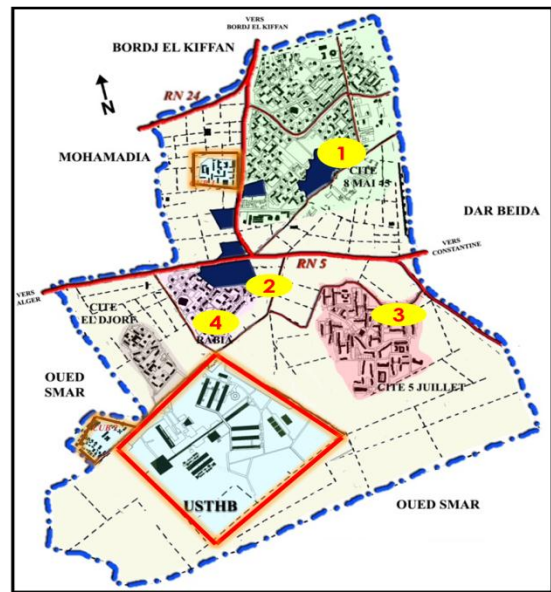 VERS
BORDJ EL KIFFAN
BORDJ EL KIFFAN
N
RN 24
MOHAMADIA
1
CITE
8 MAI 45
DAR BEIDA
VERS
CONSTANTINE
RN 5
VERS
ALGER
CITE
EL DJORF
2
4
RABIA
3
CITE 5 JUILLET
OUED
SMAR
USTHB
OUED SMAR